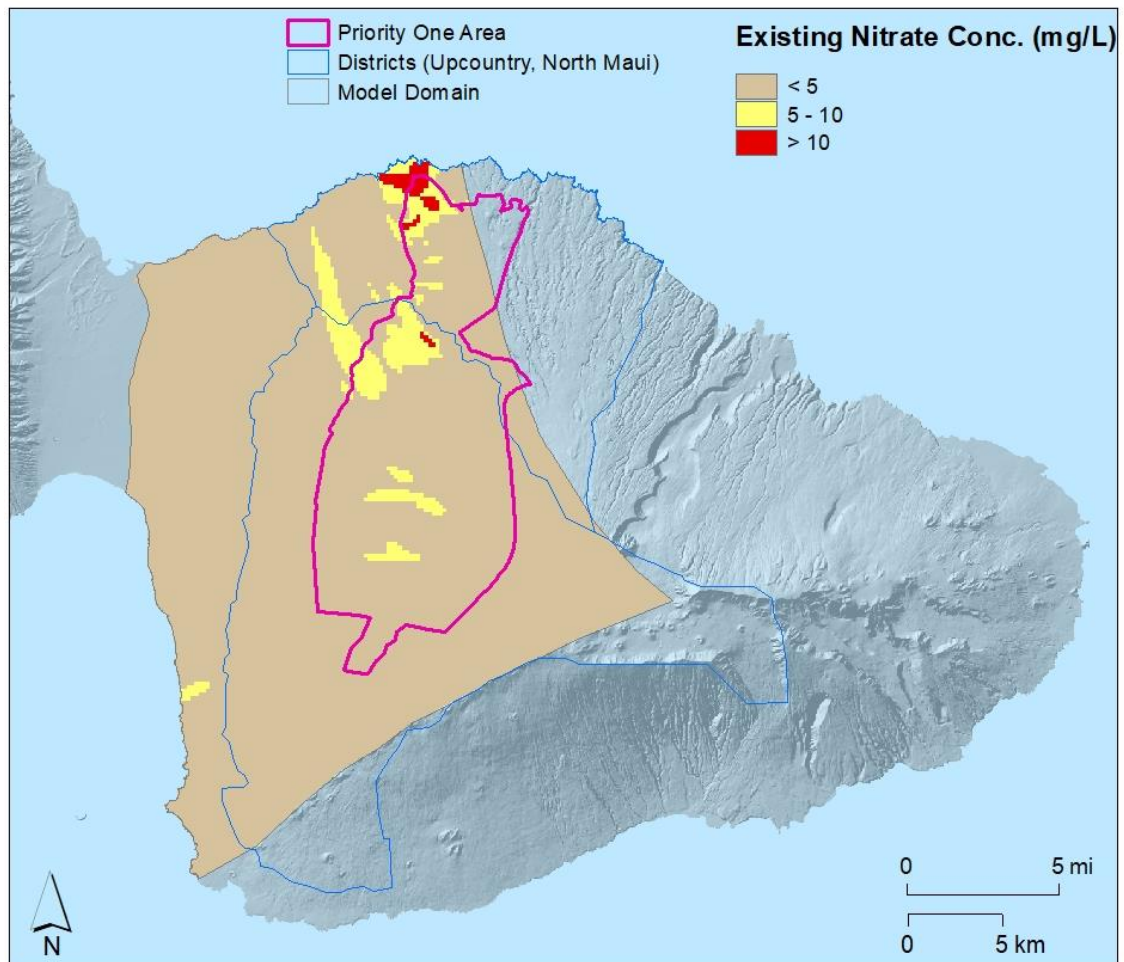 Priority One Area
Districts (Upcountry, North Maui)
Model Domain
Existing Nitrate Conc. (mg/L)
< 5
5 - 10
> 10
N
0 5 mi
0 5 km